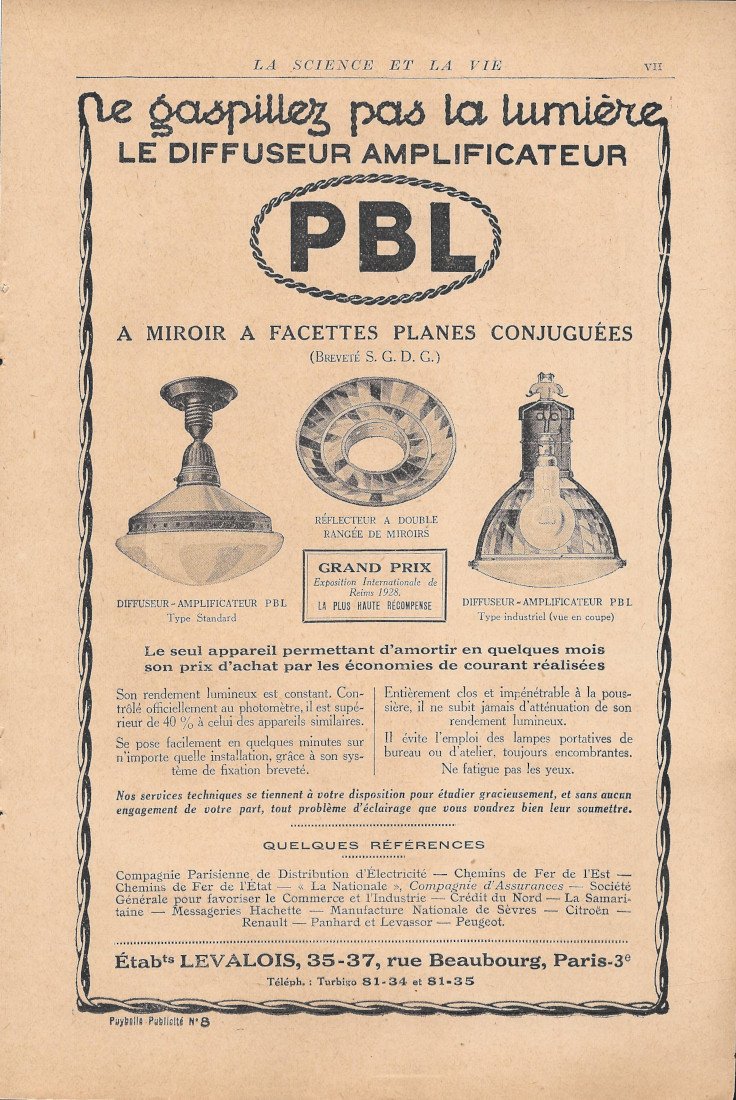 LA SCIENCE ET LA VIE
VII
Ne gaspillez pas la lumière
LE DIFFUSEUR AMPLIFICATEUR
PBL
A MIROIR A FACETTES PLANES CONJUGUÉES
(BREVETÉ S. G. D. G.)
RÉFLECTEUR A DOUBLE
RANGÉE DE MIROIRS
GRAND PRIX
Exposition Internationale de
Reims 1928.
LA PLUS HAUTE RÉCOMPENSE
DIFFUSEUR-AMPLIFICATEUR PBL
Type Standard
DIFFUSEUR-AMPLIFICATEUR PBL
Type industriel (vue en coupe)
Le seul appareil permettant d'amortir en quelques mois
son prix d'achat par les économies de courant réalisées
Son rendement lumineux est constant. Con-
trôlé officiellement au photomètre, il est supé-
rieur de 40 % à celui des appareils similaires.
Se pose facilement en quelques minutes sur
n'importe quelle installation, grâce à son sys-
tème de fixation breveté.
Entièrement clos et impénétrable à la pous-
sière, il ne subit jamais d'atténuation de son
rendement lumineux.
Il évite l'emploi des lampes portatives de
bureau ou d'atelier, toujours encombrantes.
Ne fatigue pas les yeux.
Nos services techniques se tiennent à votre disposition pour étudier gracieusement, et sans aucun
engagement de votre part, tout problème d'éclairage que vous voudrez bien leur soumettre.
QUELQUES RÉFÉRENCES
Compagnie Parisienne de Distribution d'Électricité — Chemins de Fer de l'Est —
Chemins de Fer de l'État — « La Nationale », Compagnie d'Assurances — Société
Générale pour favoriser le Commerce et l'Industrie — Crédit du Nord — La Samari-
taine — Messageries Hachette — Manufacture Nationale de Sèvres — Citroën —
Renault — Panhard et Levassor — Peugeot.
Étabts LEVALOIS, 35-37, rue Beaubourg, Paris-3e
Téléph. : Turbigo 81-34 et 81-35
Puybelle Publicité N° 8